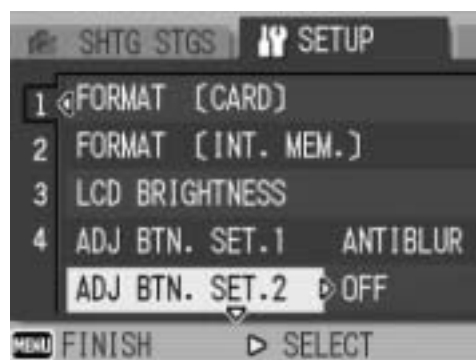 SHTG STGS SETUP
1 FORMAT [CARD]
2 FORMAT [INT. MEM.]
3 LCD BRIGHTNESS
4 ADJ BTN. SET.1 ANTIBLUR
ADJ BTN. SET.2 OFF
MENU FINISH SELECT